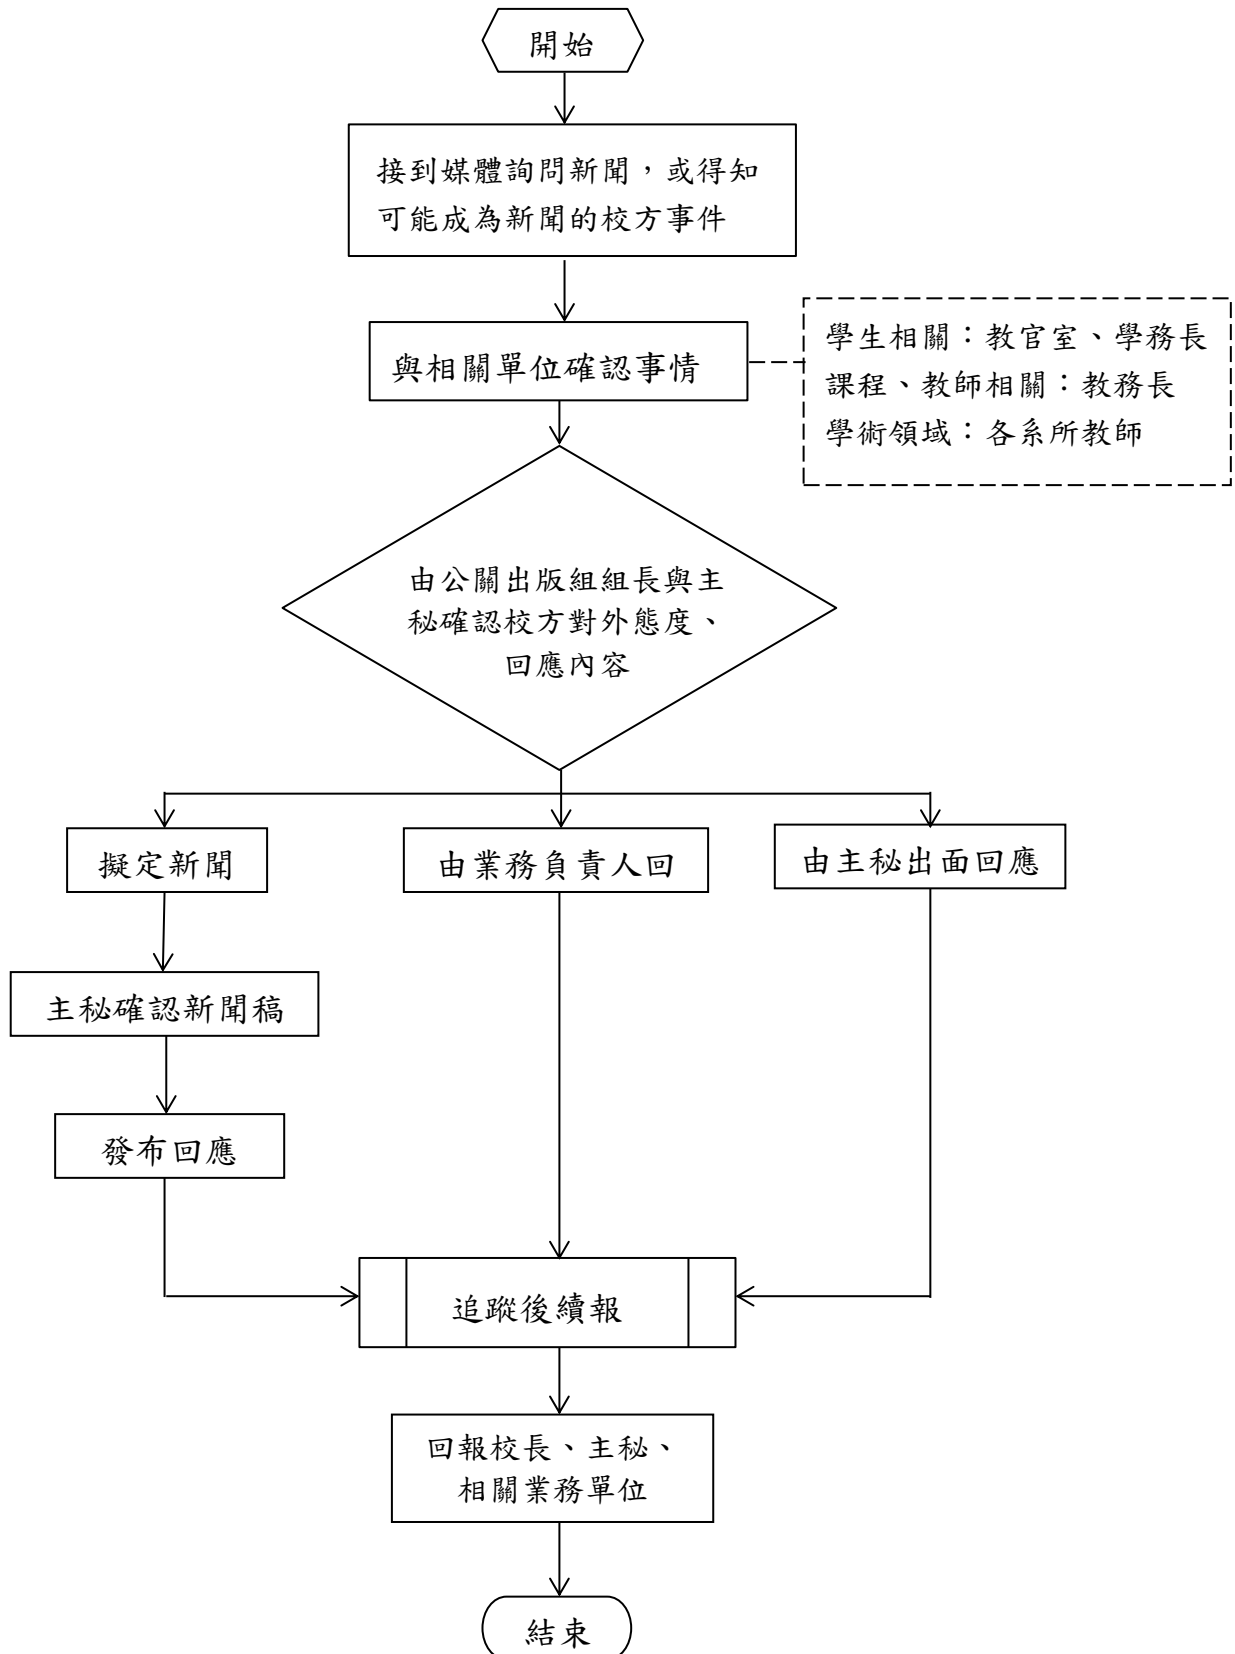 開始
接到媒體詢問新聞，或得知
可能成為新聞的校方事件
與相關單位確認事情
學生相關：教官室、學務長
課程、教師相關：教務長
學術領域：各系所教師
由公關出版組組長與主
秘確認校方對外態度、
回應內容
擬定新聞
由業務負責人回
由主秘出面回應
主秘確認新聞稿
發布回應
追蹤後續報
回報校長、主秘、
相關業務單位
結束